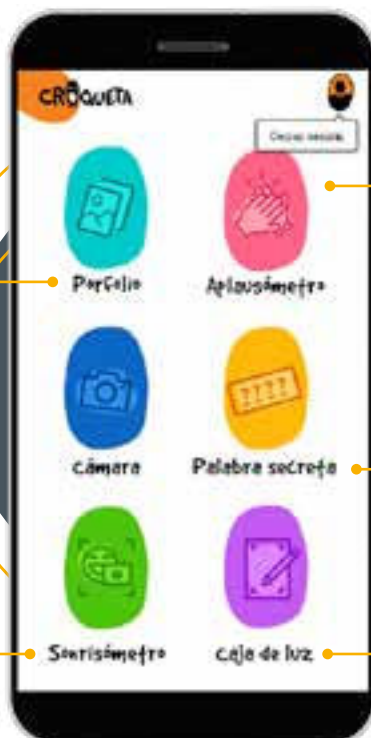 CROQUETA
Cerrar sesión
Porfolio Aplausómetro
????
Cámara Palabra secreta
Sonrisómetro Caja de luz